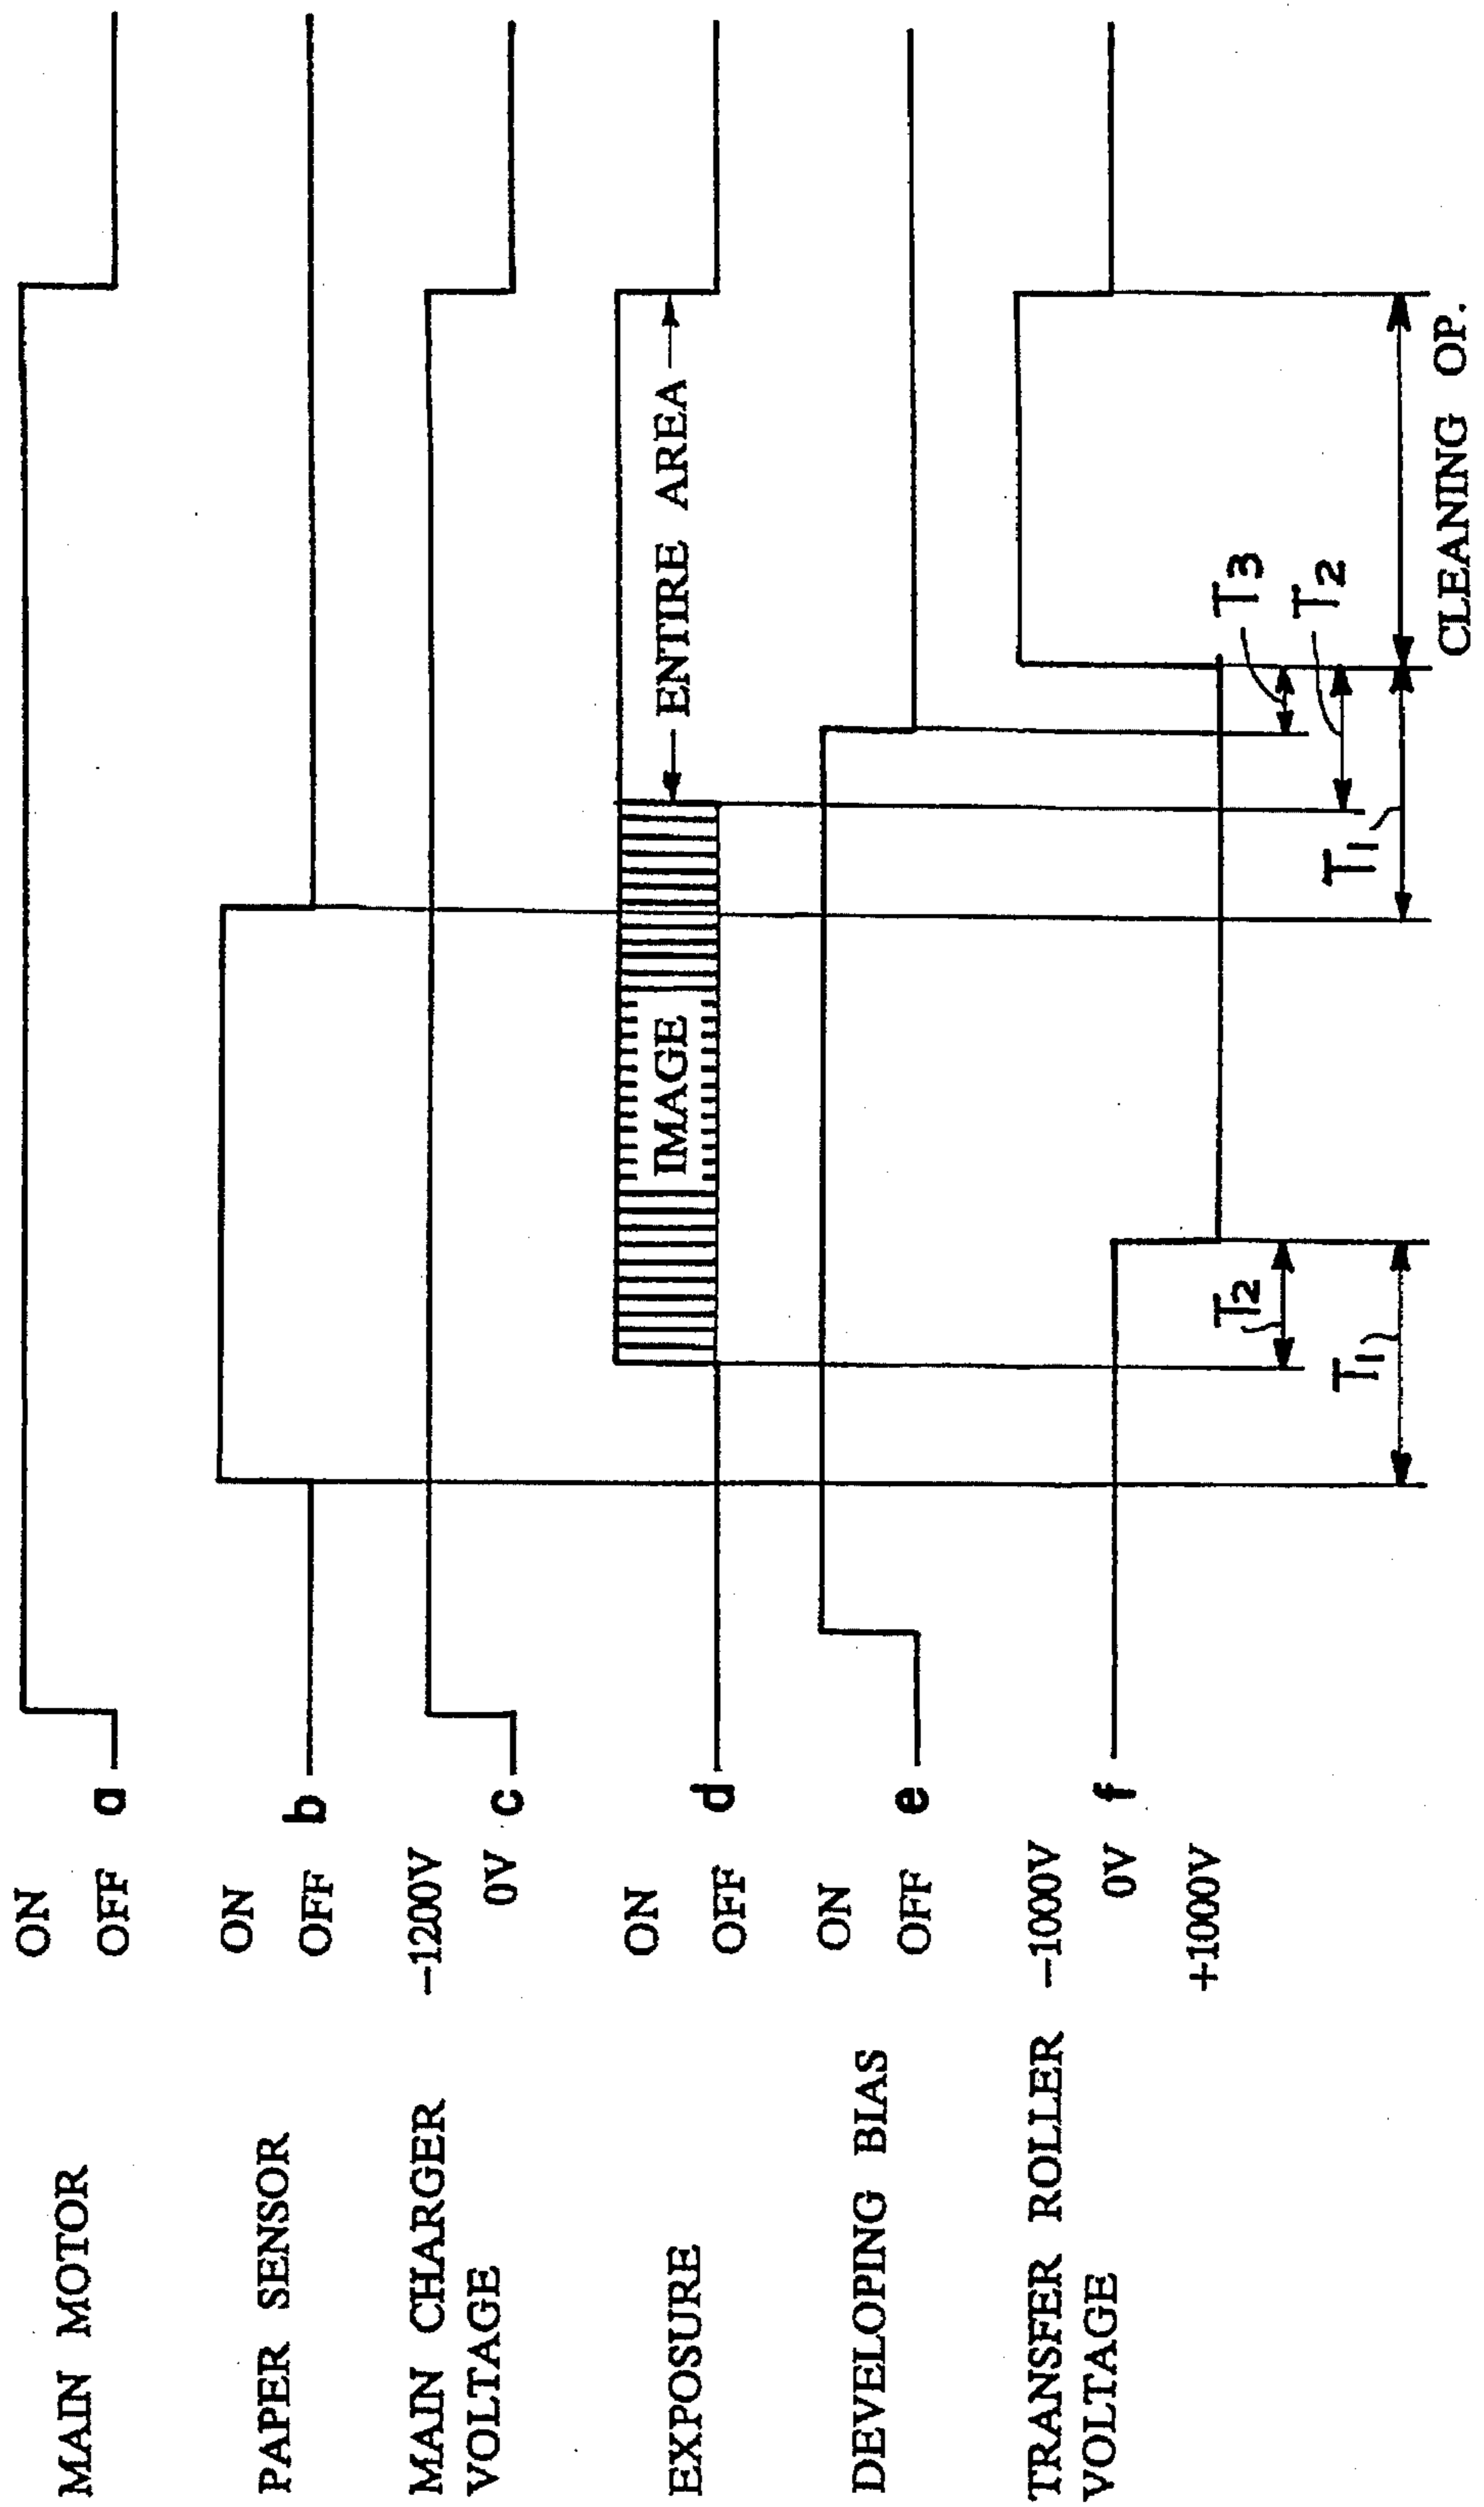 MAIN MOTOR
ON
OFF
a
PAPER SENSOR
ON
OFF
b
MAIN CHARGER
VOLTAGE
-1200V
0V
c
EXPOSURE
ON
OFF
d
IMAGE
ENTIRE AREA
DEVELOPING BIAS
ON
OFF
e
TRANSFER ROLLER
VOLTAGE
-1000V
0V
+1000V
f
T2
T3
T2
T1
T1
CLEANING OP.